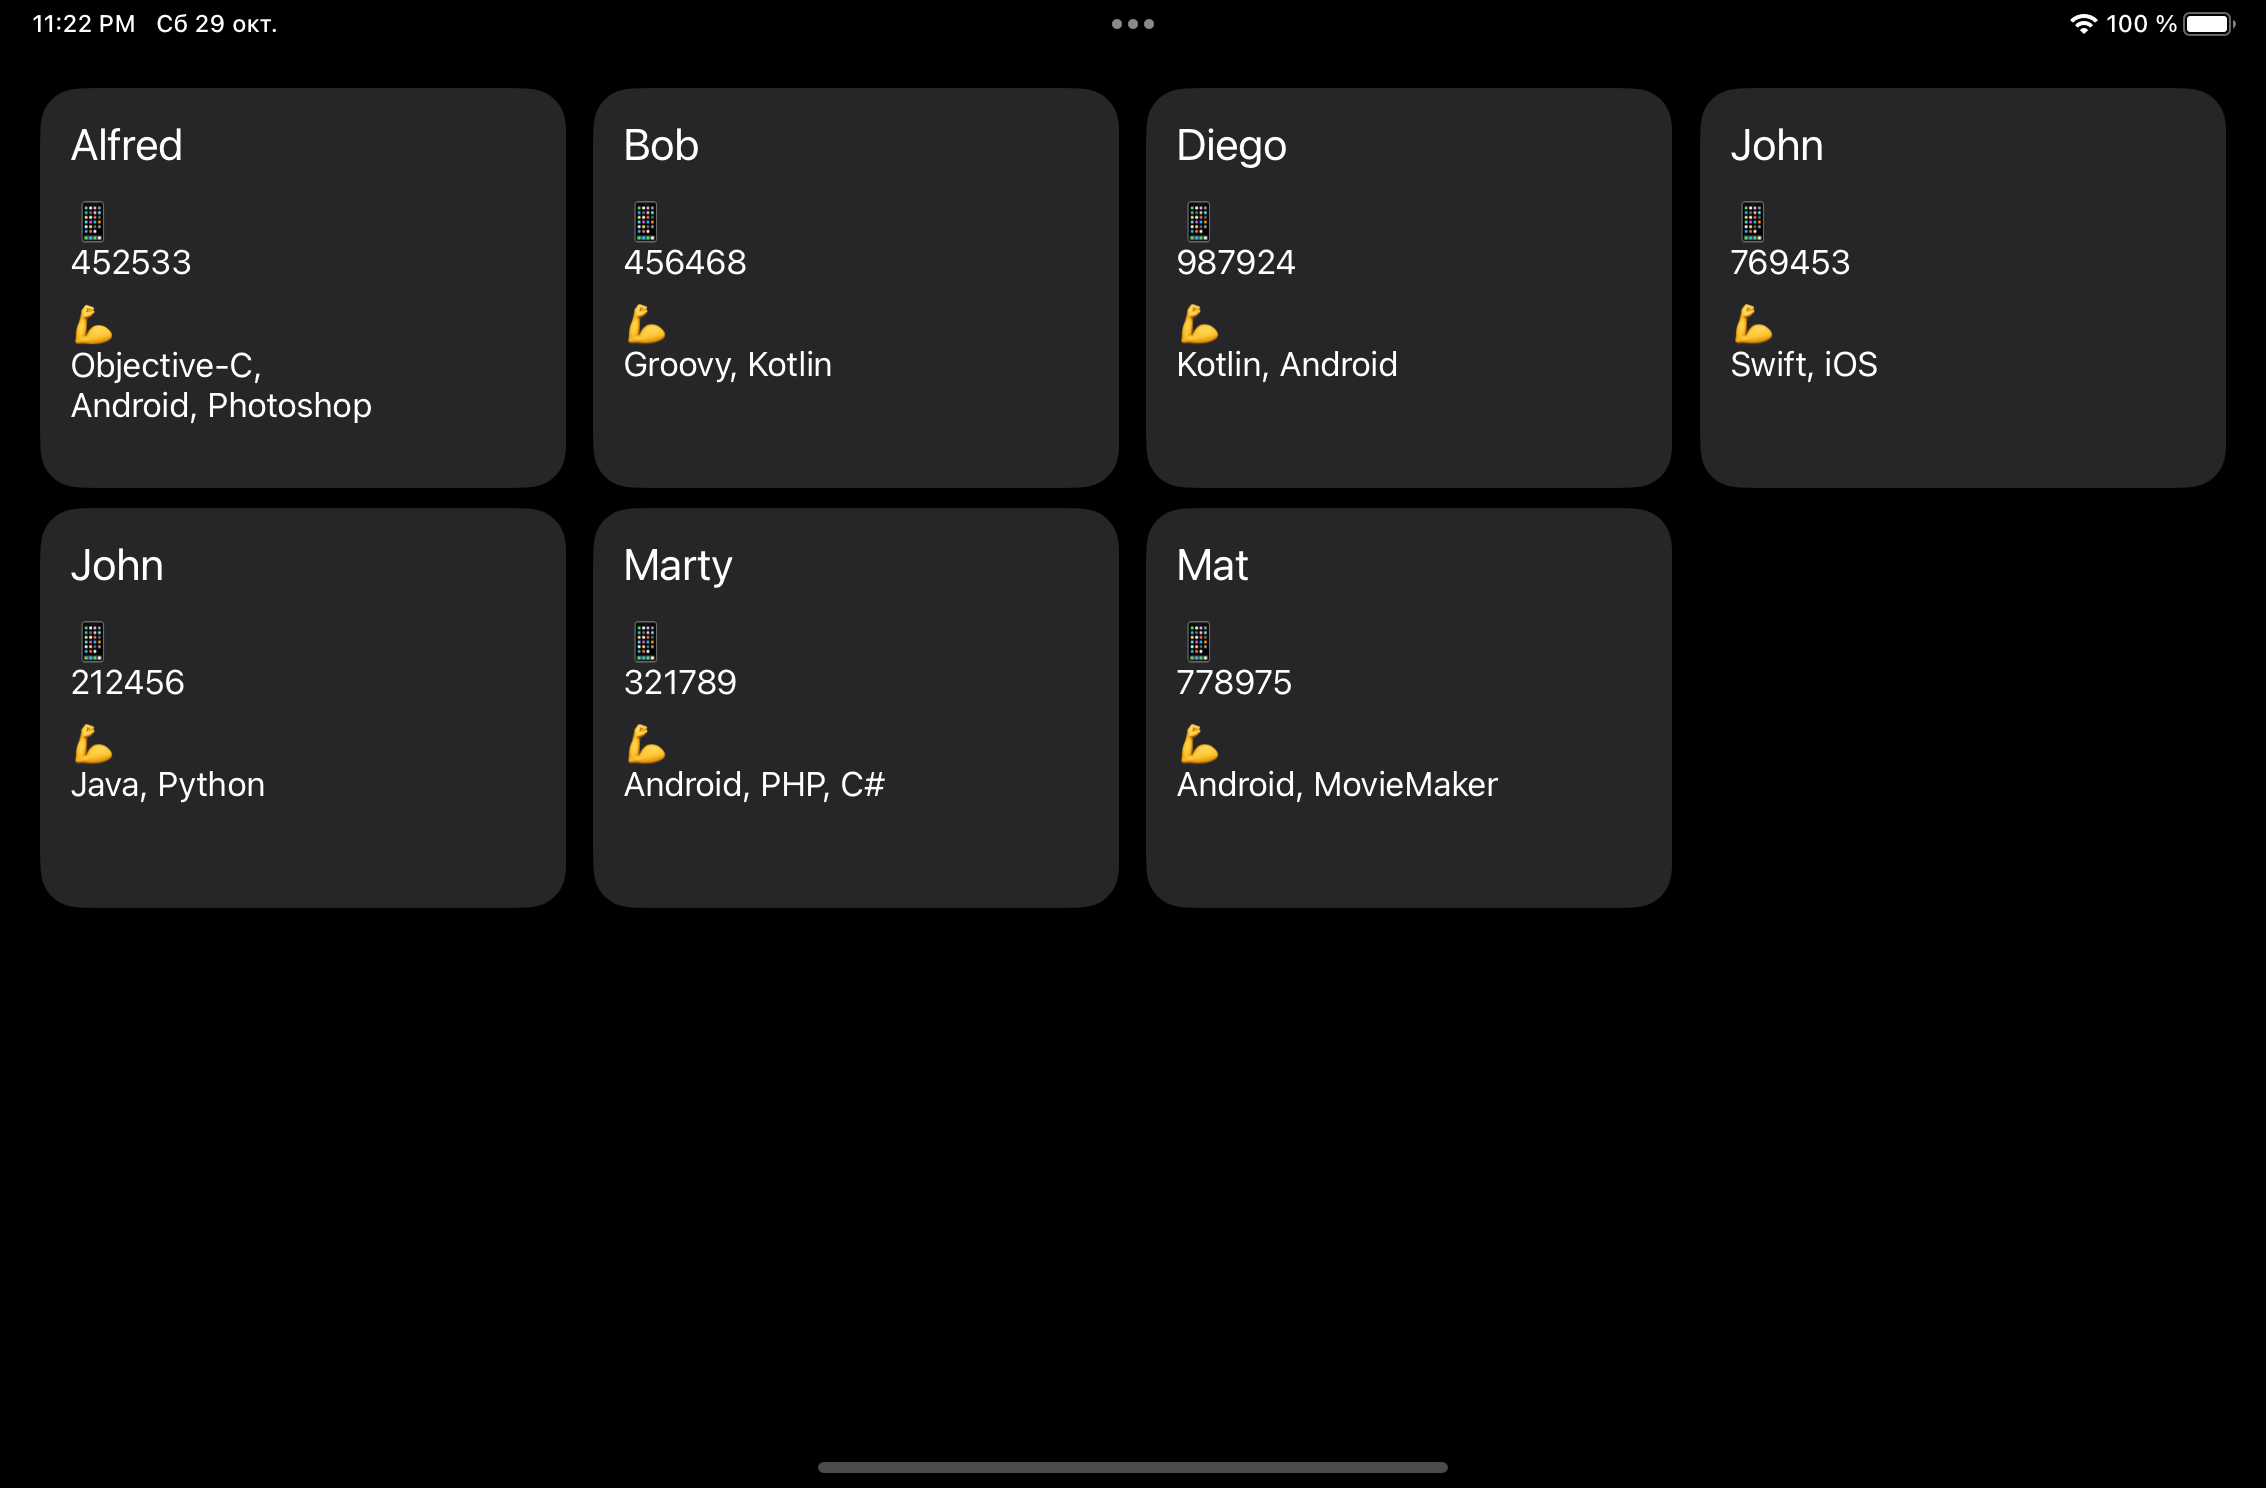 11:22 PM Сб 29 окт.
100 %
Alfred
📱
452533
💪
Objective-C,
Android, Photoshop
Bob
📱
456468
💪
Groovy, Kotlin
Diego
📱
987924
💪
Kotlin, Android
John
📱
769453
💪
Swift, iOS
John
📱
212456
💪
Java, Python
Marty
📱
321789
💪
Android, PHP, C#
Mat
📱
778975
💪
Android, MovieMaker